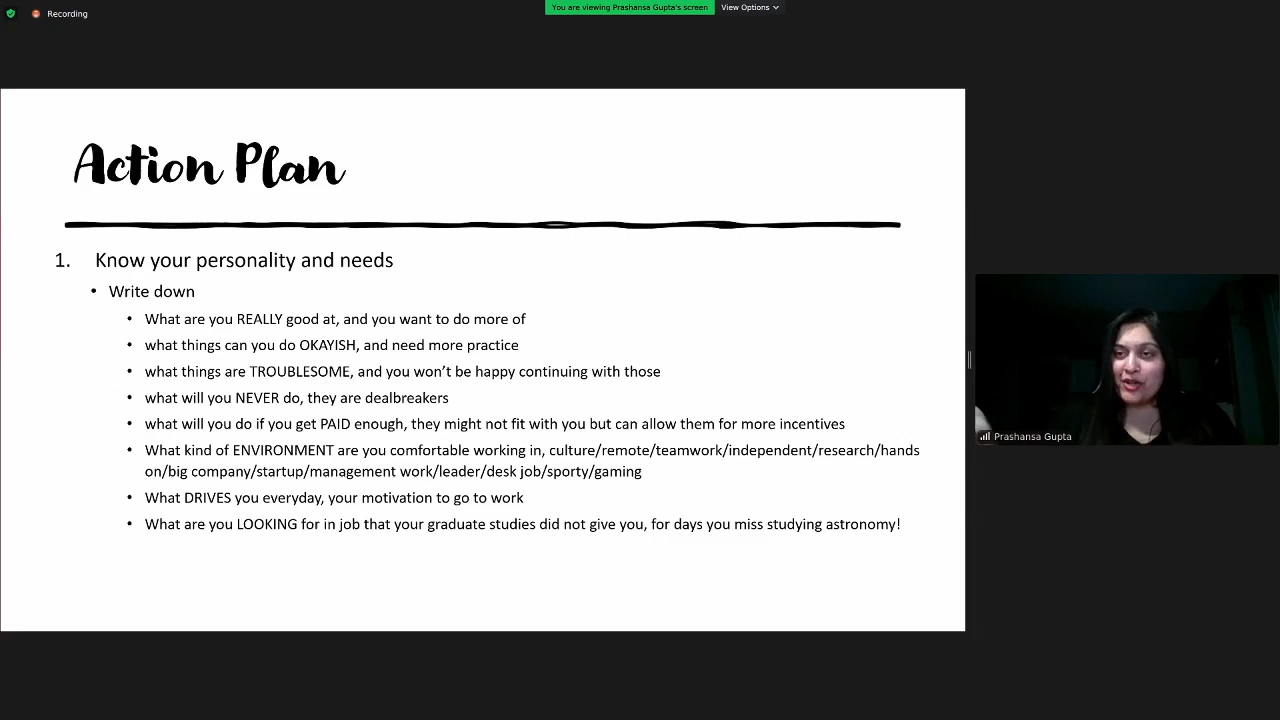 Recording
You are viewing Prashansa Gupta's screen
View Options
Action Plan
1. Know your personality and needs
• Write down
• What are you REALLY good at, and you want to do more of
• what things can you do OKAYISH, and need more practice
• what things are TROUBLESOME, and you won't be happy continuing with those
• what will you NEVER do, they are dealbreakers
• what will you do if you get PAID enough, they might not fit with you but can allow them for more incentives
• What kind of ENVIRONMENT are you comfortable working in, culture/remote/teamwork/independent/research/hands
on/big company/startup/management work/leader/desk job/sporty/gaming
• What DRIVES you everyday, your motivation to go to work
• What are you LOOKING for in job that your graduate studies did not give you, for days you miss studying astronomy!
Prashansa Gupta